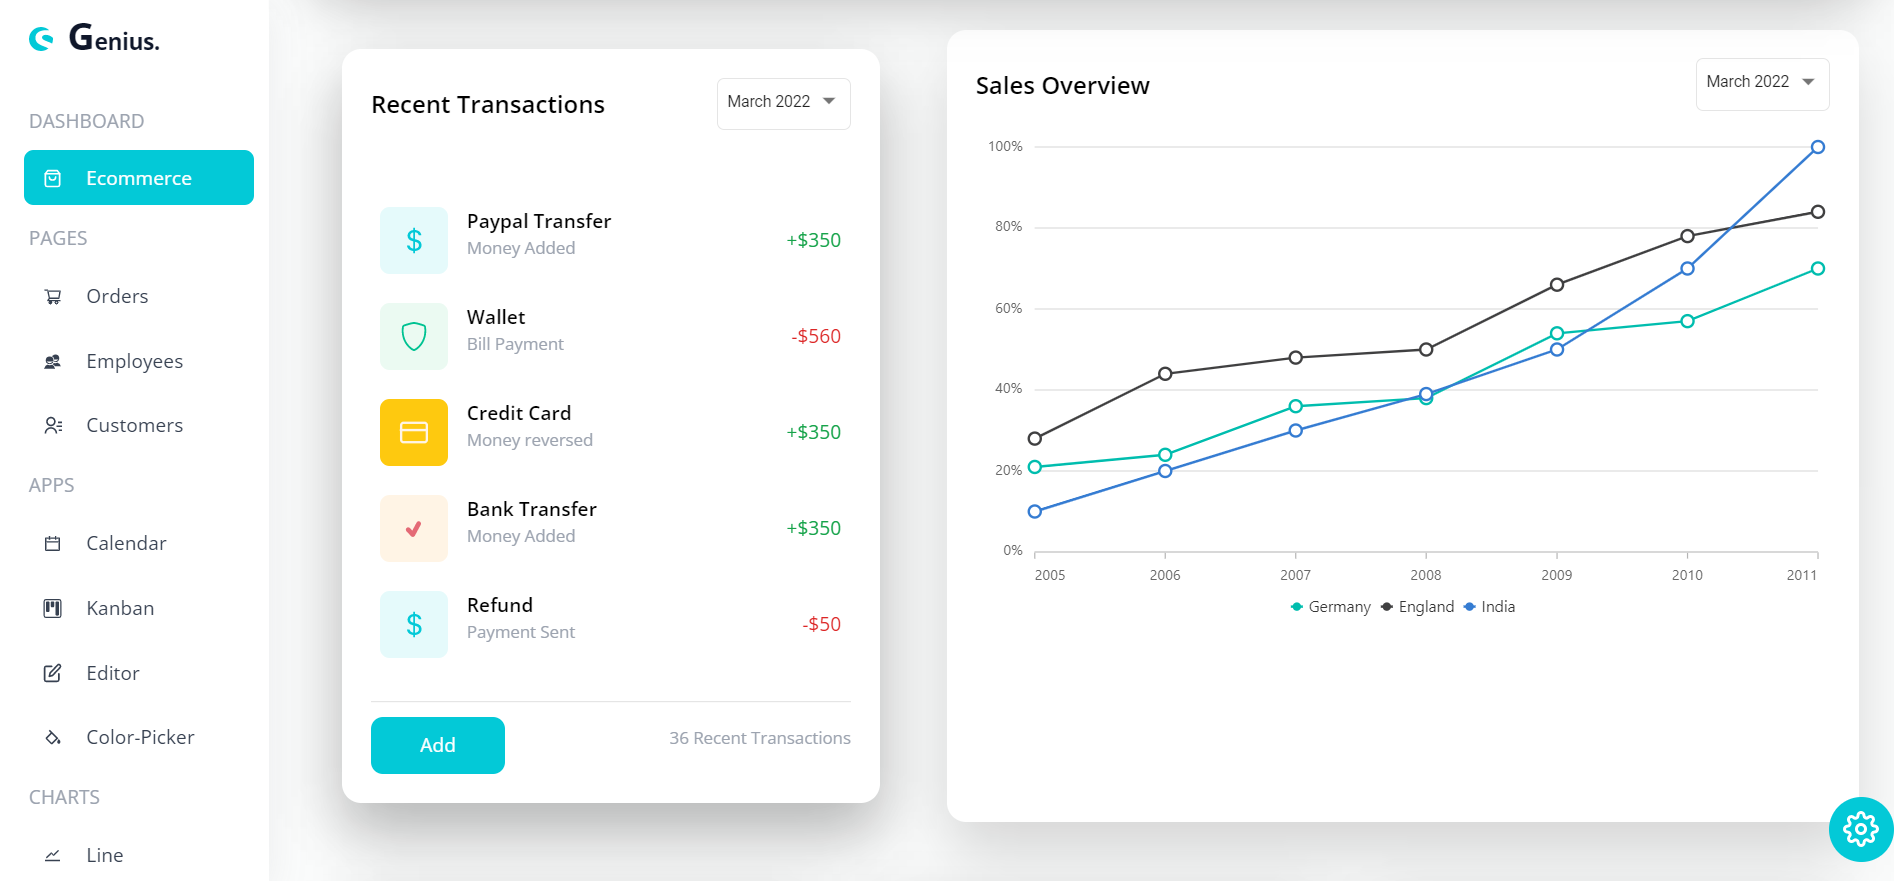 Genius.
DASHBOARD
Ecommerce
PAGES
Orders
Employees
Customers
APPS
Calendar
Kanban
Editor
Color-Picker
CHARTS
Line
Recent Transactions
March 2022
$
Paypal Transfer
Money Added
+$350
Wallet
Bill Payment
-$560
Credit Card
Money reversed
+$350
Bank Transfer
Money Added
+$350
$
Refund
Payment Sent
-$50
Add
36 Recent Transactions
Sales Overview
March 2022
100%
80%
60%
40%
20%
0%
2005 2006 2007 2008 2009 2010 2011
Germany England India